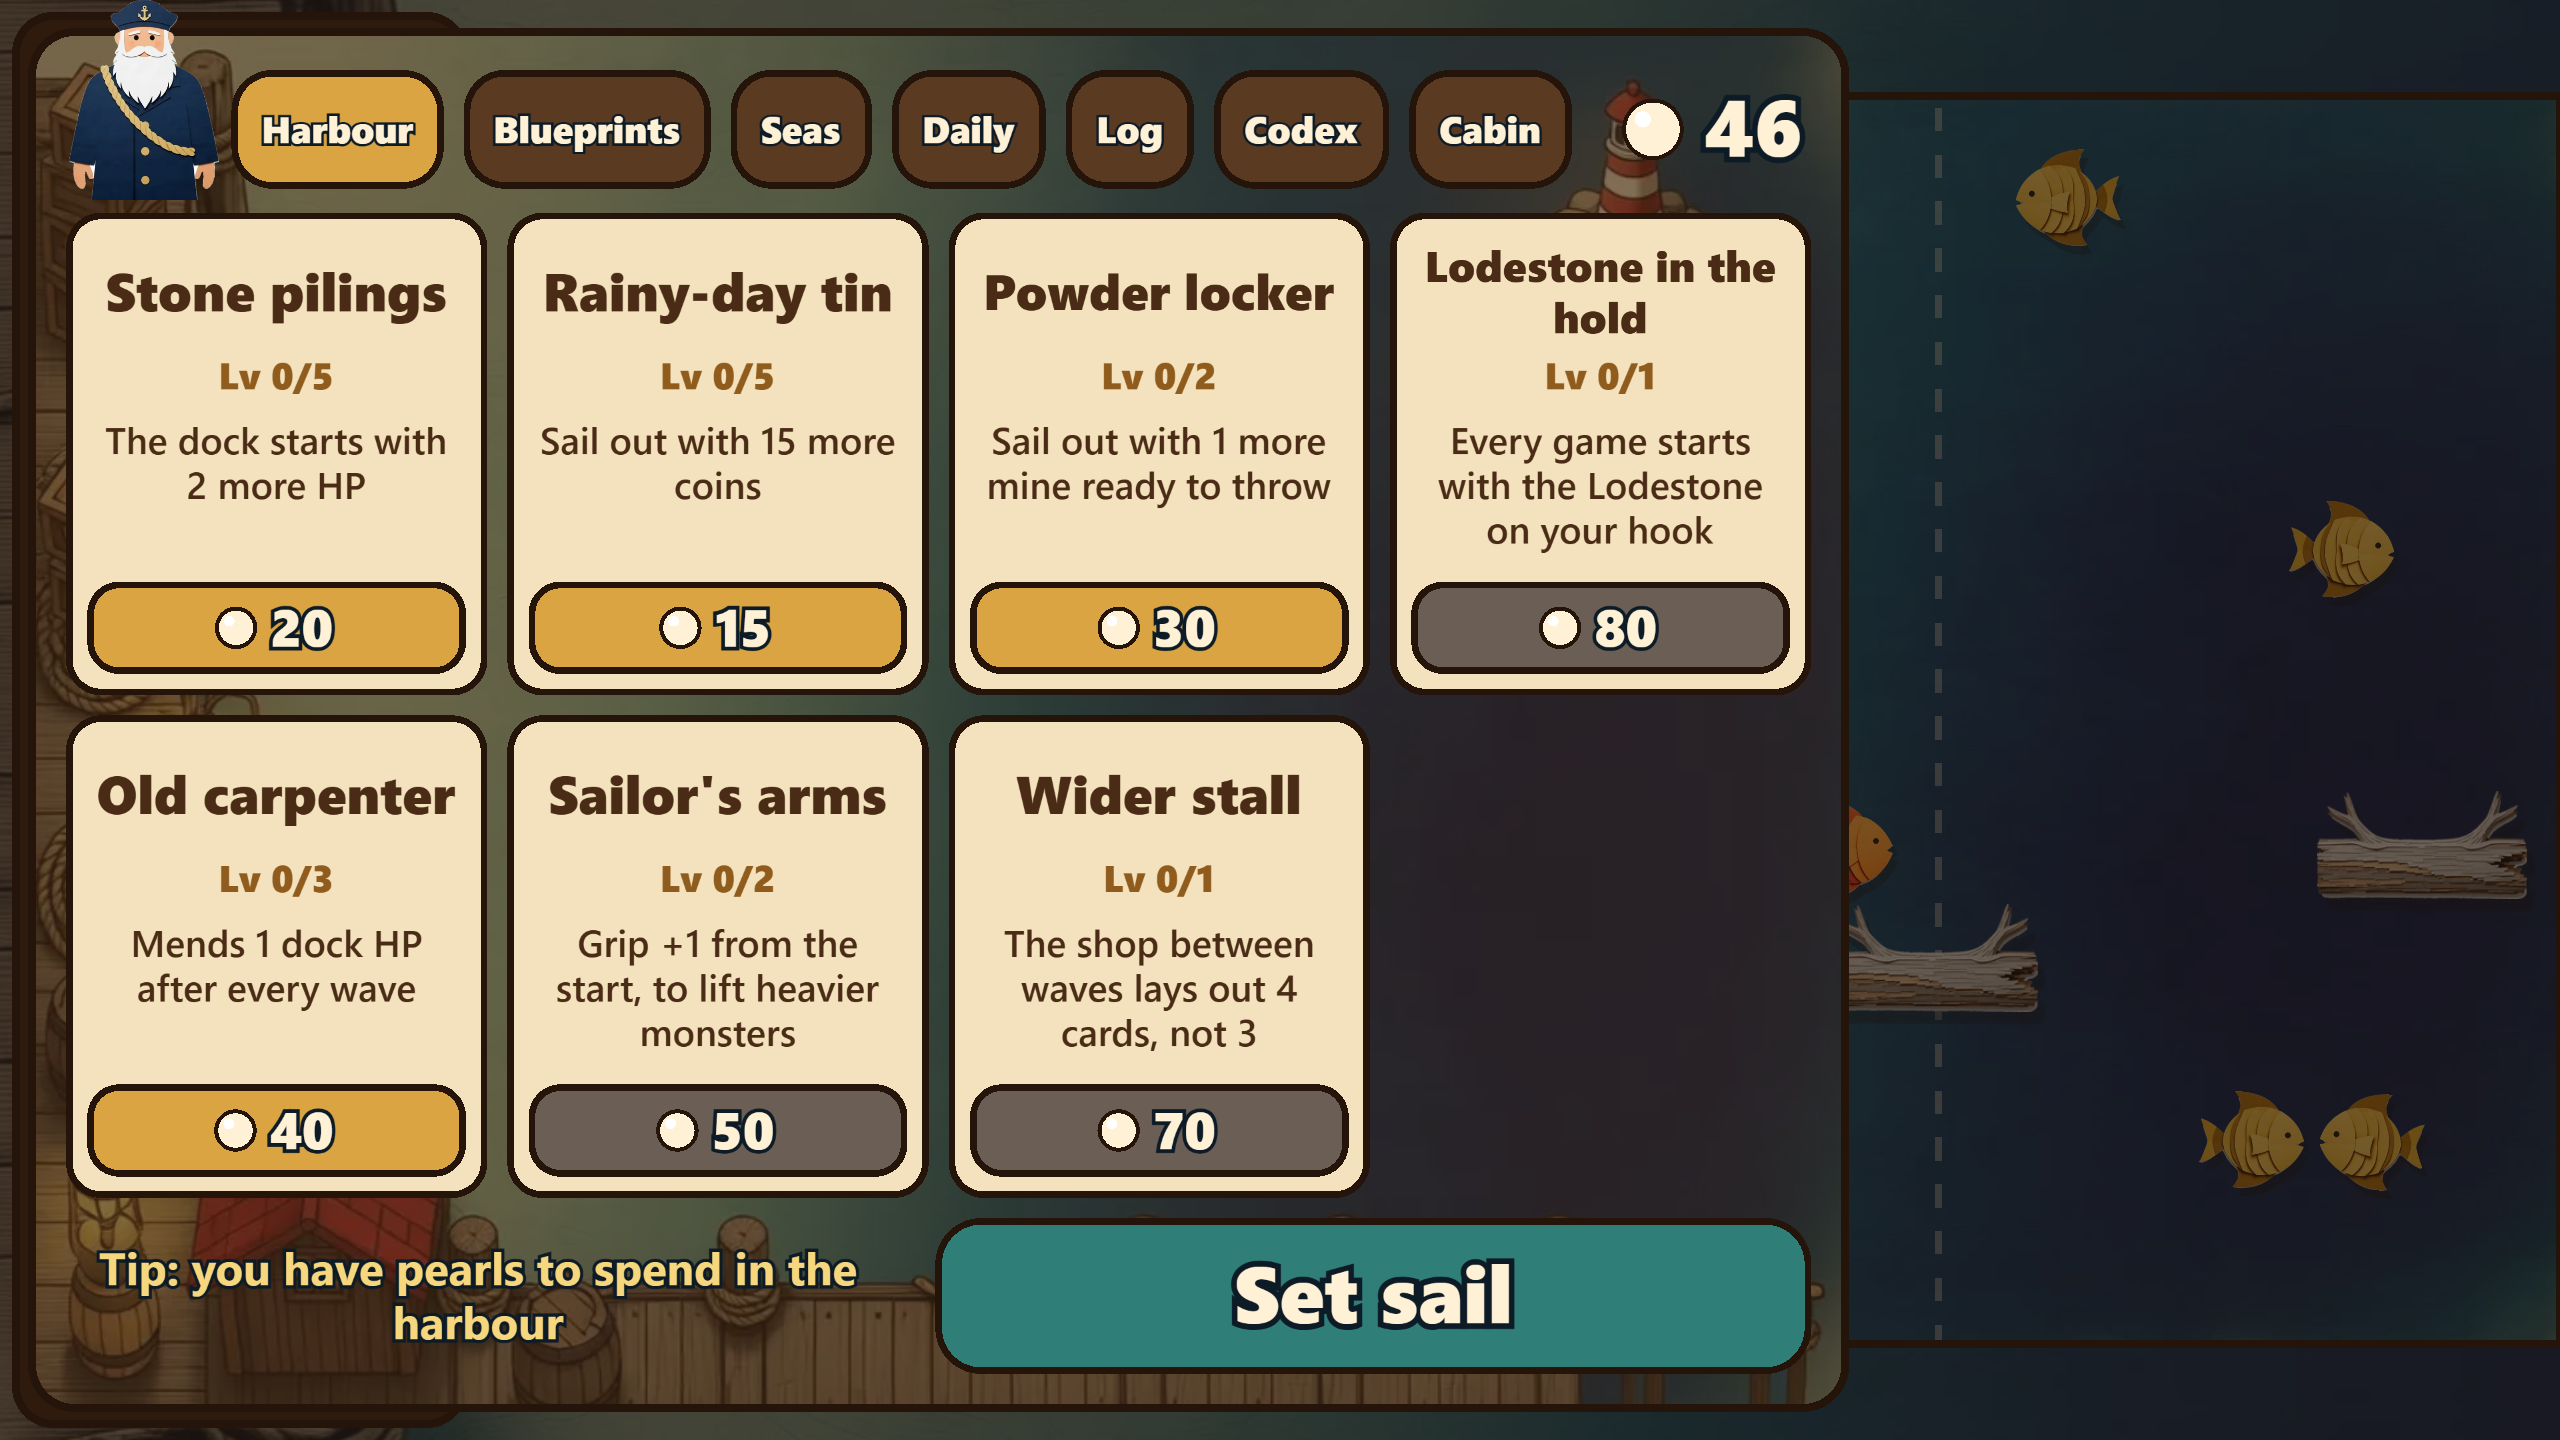 Harbour
Blueprints
Seas
Daily
Log
Codex
Cabin
46
Stone pilings
Lv 0/5
The dock starts with
2 more HP
20
Rainy-day tin
Lv 0/5
Sail out with 15 more
coins
15
Powder locker
Lv 0/2
Sail out with 1 more
mine ready to throw
30
Lodestone in the
hold
Lv 0/1
Every game starts
with the Lodestone
on your hook
80
Old carpenter
Lv 0/3
Mends 1 dock HP
after every wave
40
Sailor's arms
Lv 0/2
Grip +1 from the
start, to lift heavier
monsters
50
Wider stall
Lv 0/1
The shop between
waves lays out 4
cards, not 3
70
Tip: you have pearls to spend in the
harbour
Set sail